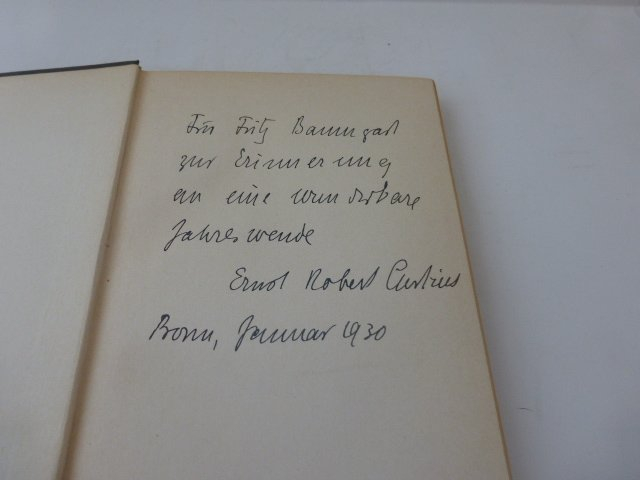 Für Fritz Baumgart
zur Erinnerung
an eine wunderbare
Jahreswende
Ernst Robert Curtius
Bonn, Januar 1930